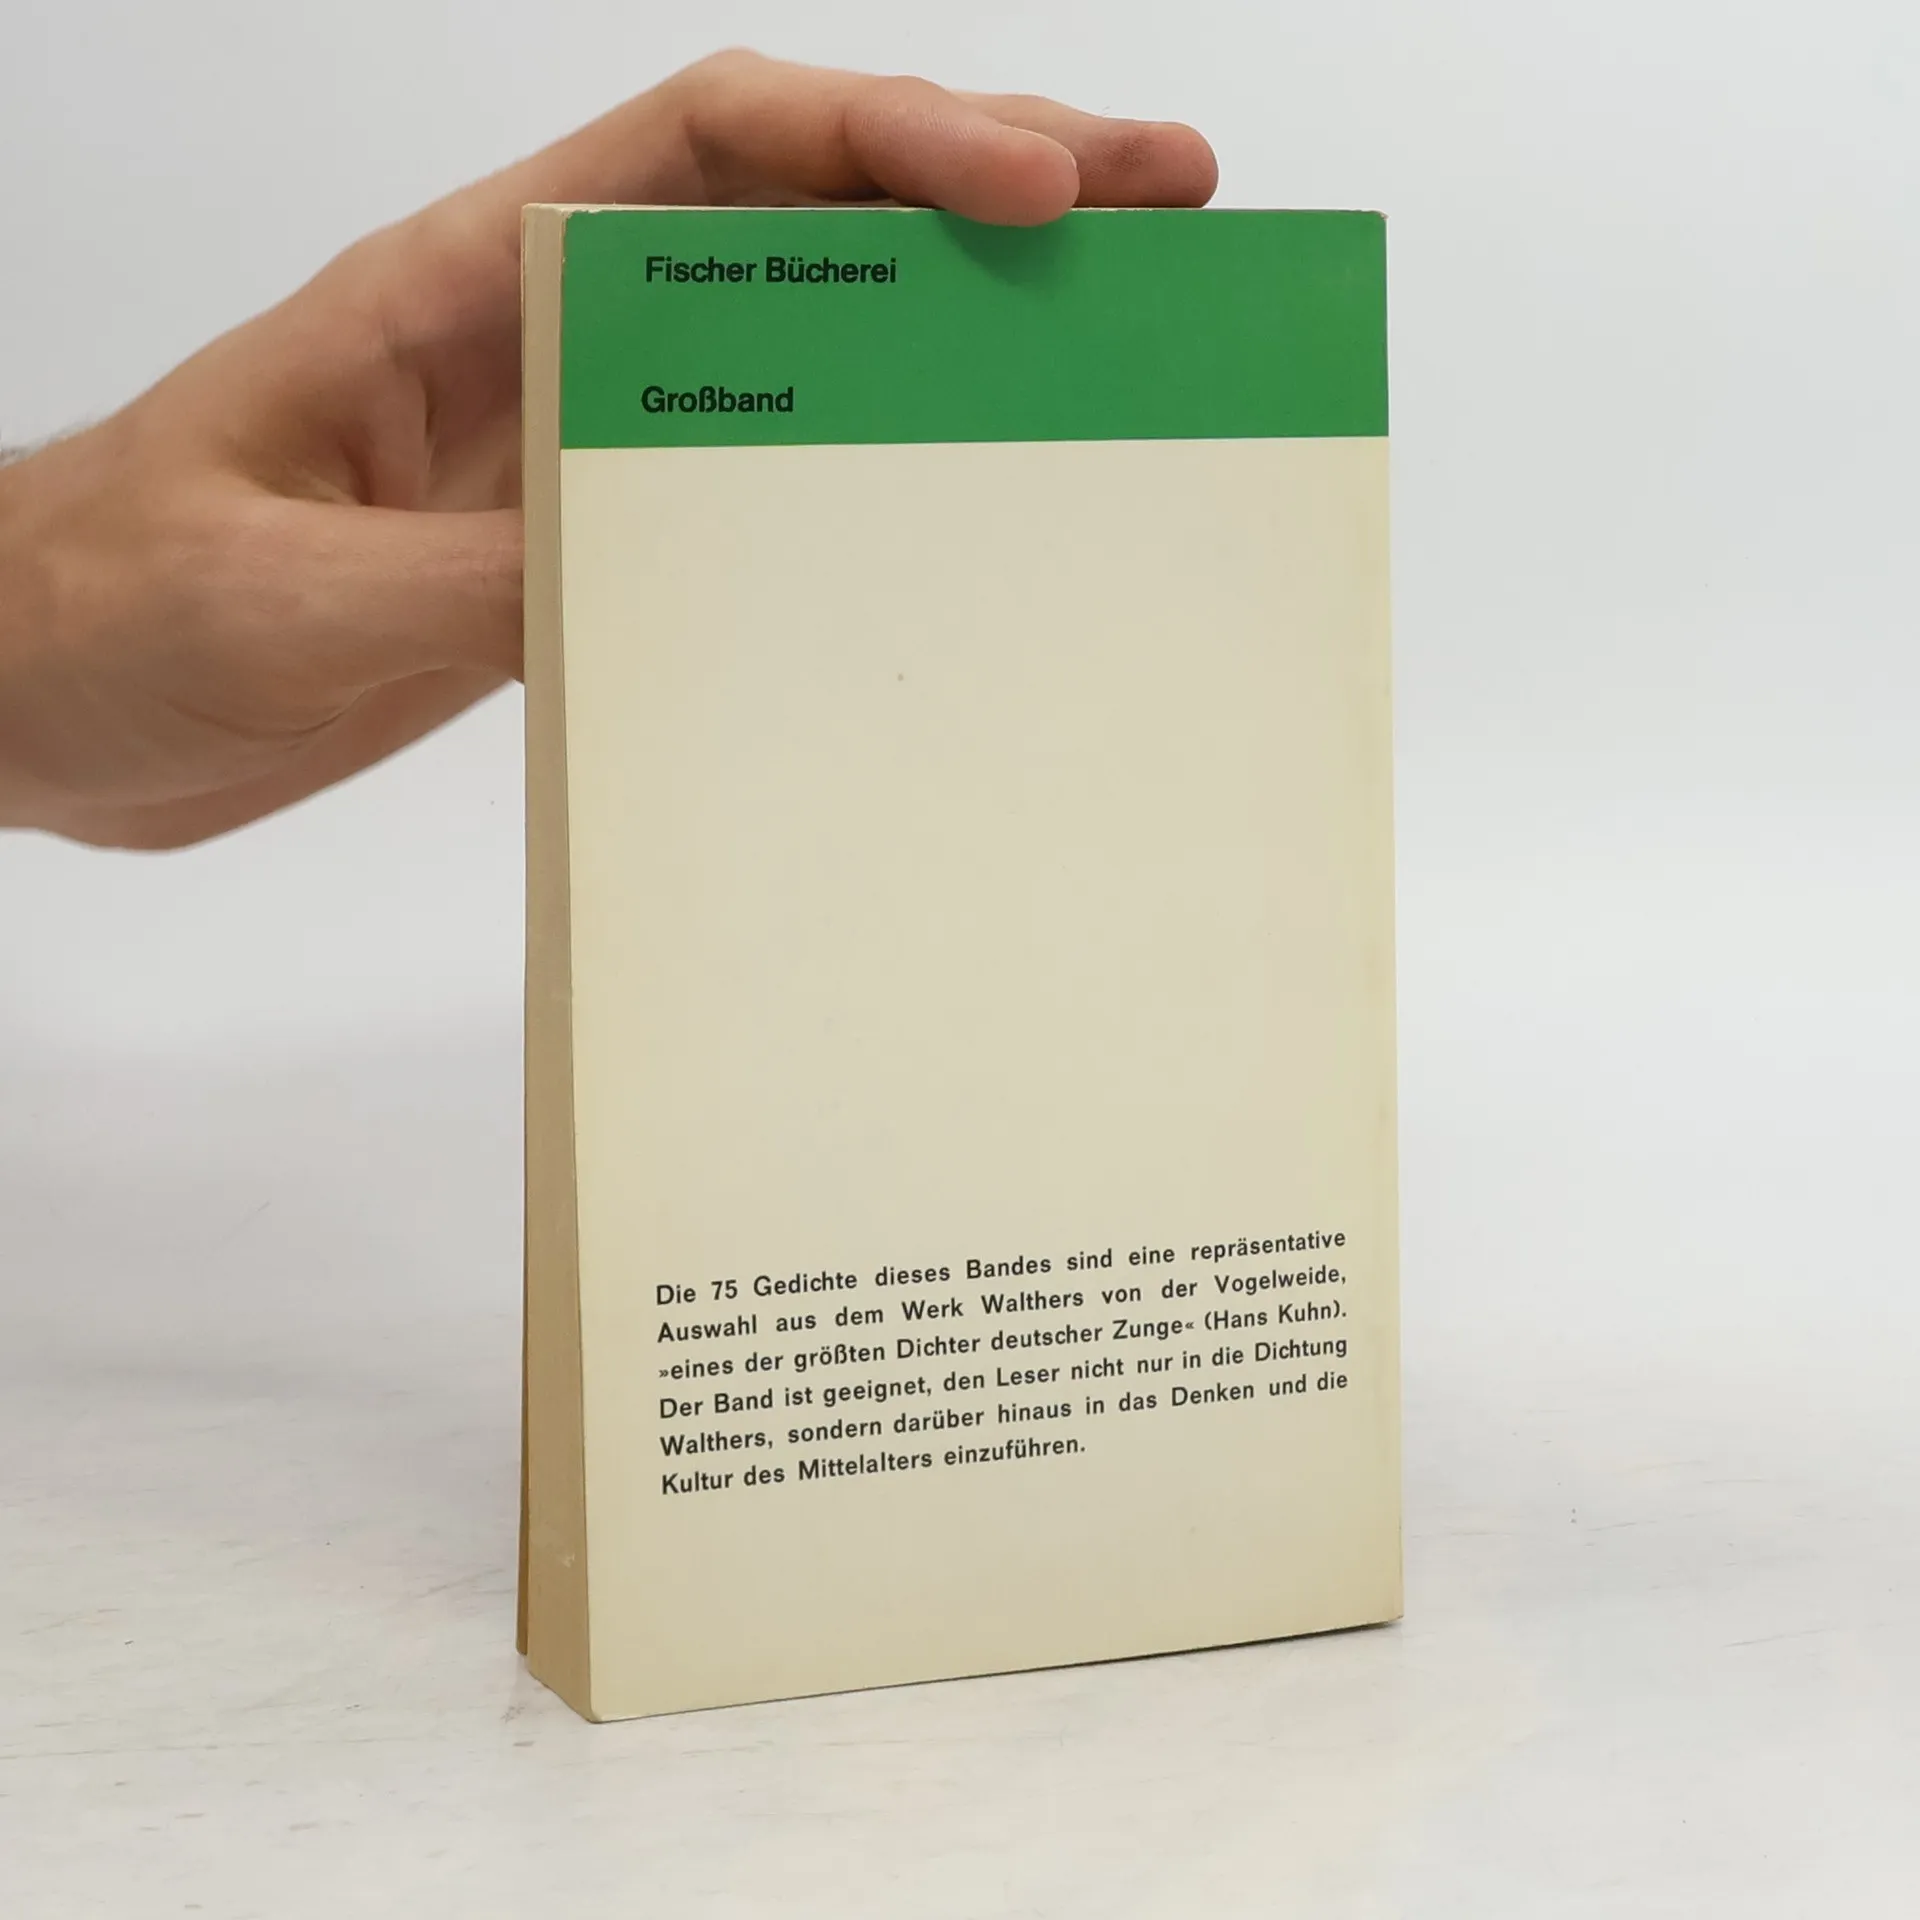 Fischer Bücherei
Großband
Die 75 Gedichte dieses Bandes sind eine repräsentative
Auswahl aus dem Werk Walthers von der Vogelweide,
»eines der größten Dichter deutscher Zunge« (Hans Kuhn).
Der Band ist geeignet, den Leser nicht nur in die Dichtung
Walthers, sondern darüber hinaus in das Denken und die
Kultur des Mittelalters einzuführen.